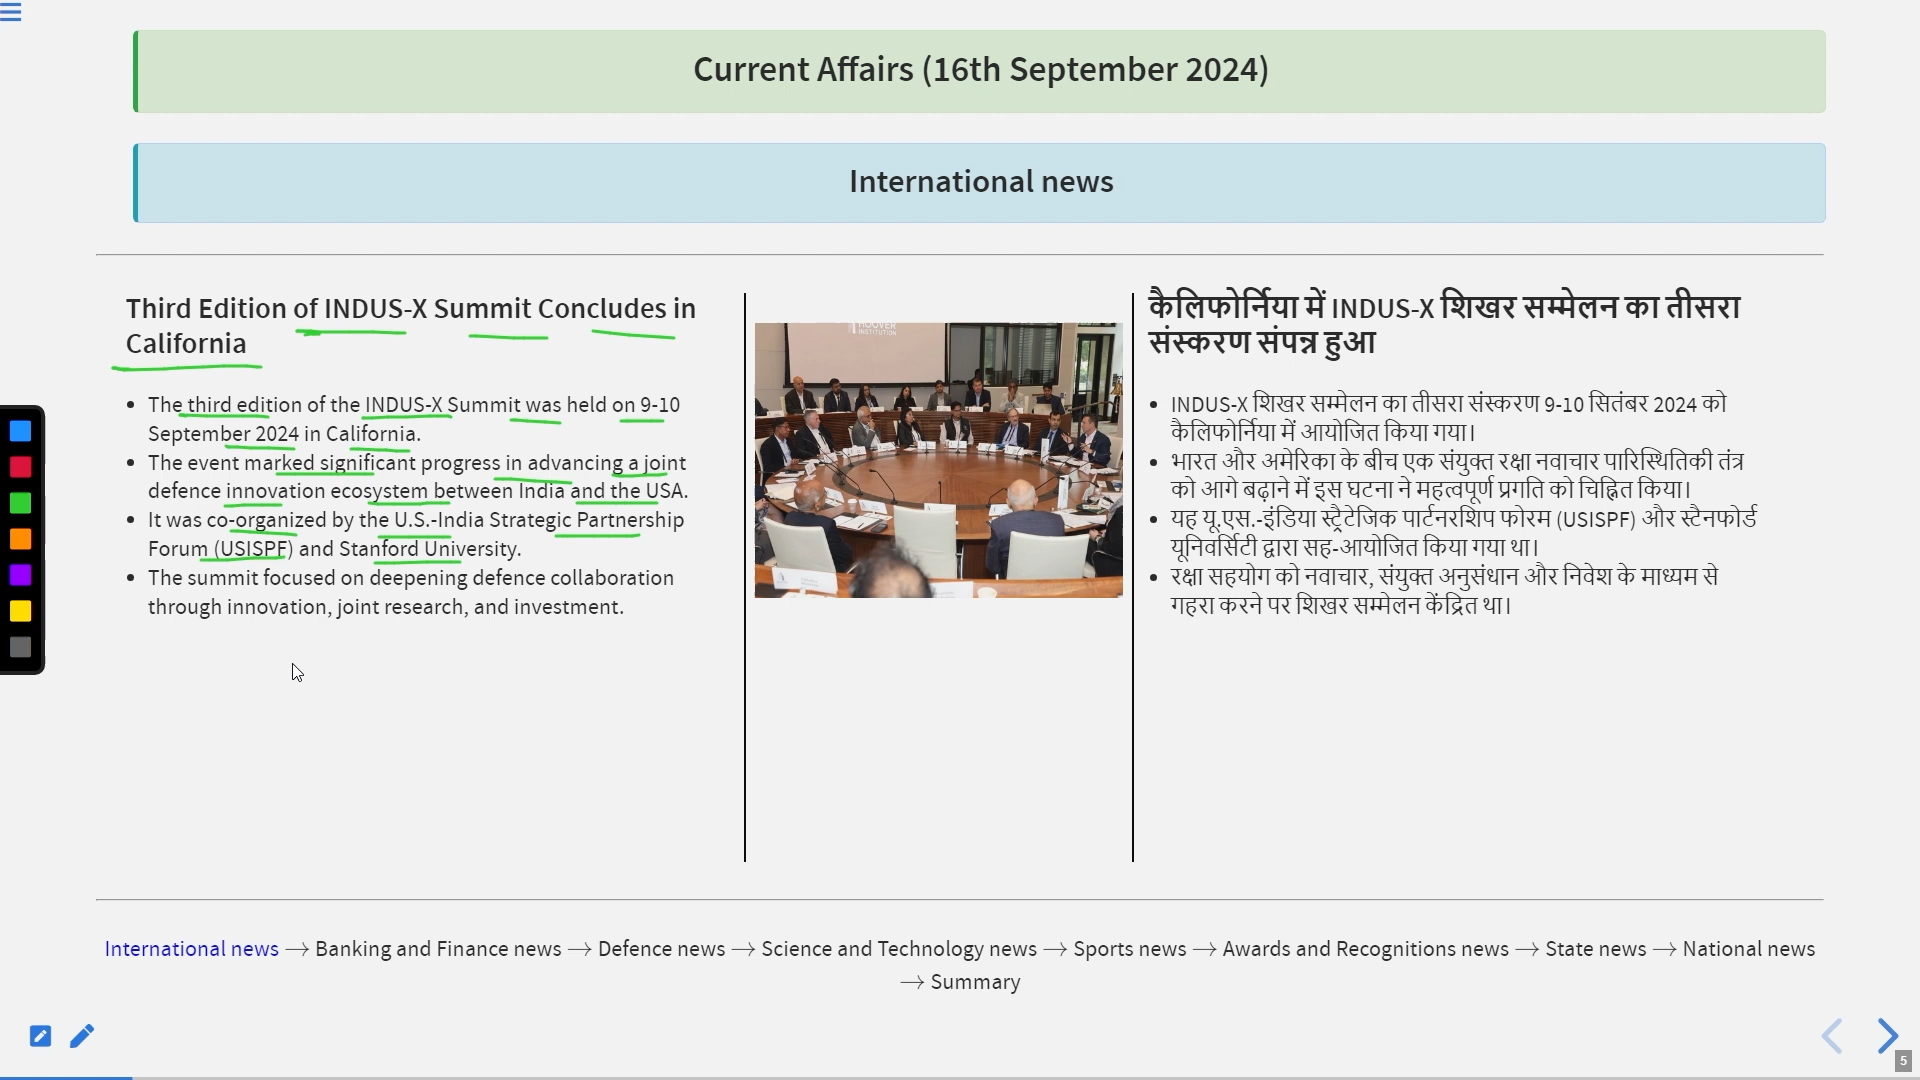 Current Affairs (16th September 2024)
International news
Third Edition of INDUS-X Summit Concludes in
California
The third edition of the INDUS-X Summit was held on 9-10
September 2024 in California.
The event marked significant progress in advancing a joint
defence innovation ecosystem between India and the USA.
It was co-organized by the U.S.-India Strategic Partnership
Forum (USISPF) and Stanford University.
The summit focused on deepening defence collaboration
through innovation, joint research, and investment.
HOOVER
INSTITUTION
कैलिफोर्निया में INDUS-X शिखर सम्मेलन का तीसरा
संस्करण संपन्न हुआ
INDUS-X शिखर सम्मेलन का तीसरा संस्करण 9-10 सितंबर 2024 को
कैलिफोर्निया में आयोजित किया गया।
भारत और अमेरिका के बीच एक संयुक्त रक्षा नवाचार पारिस्थितिकी तंत्र
को आगे बढ़ाने में इस घटना ने महत्वपूर्ण प्रगति को चिह्नित किया।
यह यू.एस.-इंडिया स्ट्रैटेजिक पार्टनरशिप फोरम (USISPF) और स्टैनफोर्ड
यूनिवर्सिटी द्वारा सह-आयोजित किया गया था।
रक्षा सहयोग को नवाचार, संयुक्त अनुसंधान और निवेश के माध्यम से
गहरा करने पर शिखर सम्मेलन केंद्रित था।
International news → Banking and Finance news → Defence news → Science and Technology news → Sports news → Awards and Recognitions news → State news → National news
→ Summary
5